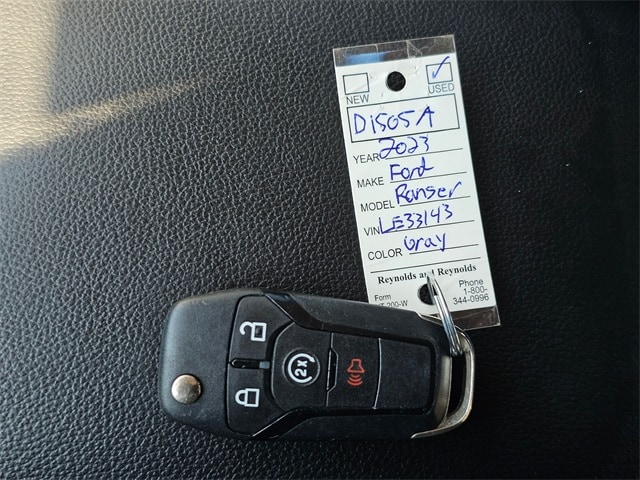 NEW USED
D1505A
YEAR 2023
MAKE Ford
MODEL Ranger
VIN LE33143
COLOR Gray
Reynolds and Reynolds
Form Phone
200-W 1-800-
344-0996
2x